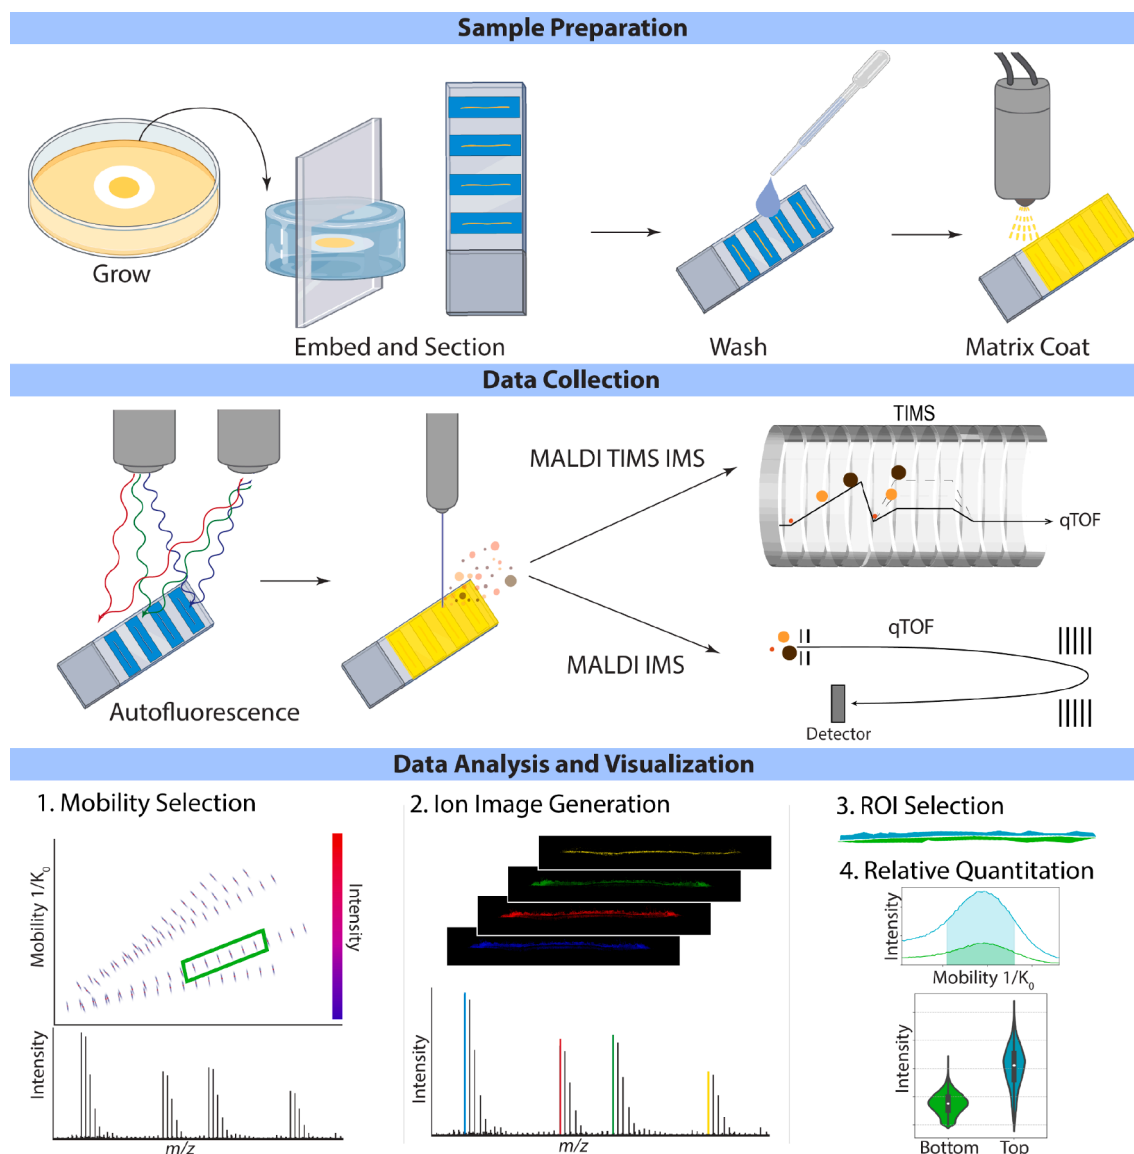 Sample Preparation
Grow
Embed and Section
Wash
Matrix Coat
Data Collection
Autofluorescence
MALDI TIMS IMS
MALDI IMS
TIMS
qTOF
qTOF
Detector
Data Analysis and Visualization
1. Mobility Selection
Mobility 1/K₀
Intensity
Intensity
m/z
2. Ion Image Generation
Intensity
m/z
3. ROI Selection
4. Relative Quantitation
Intensity
Mobility 1/K₀
Intensity
Bottom Top